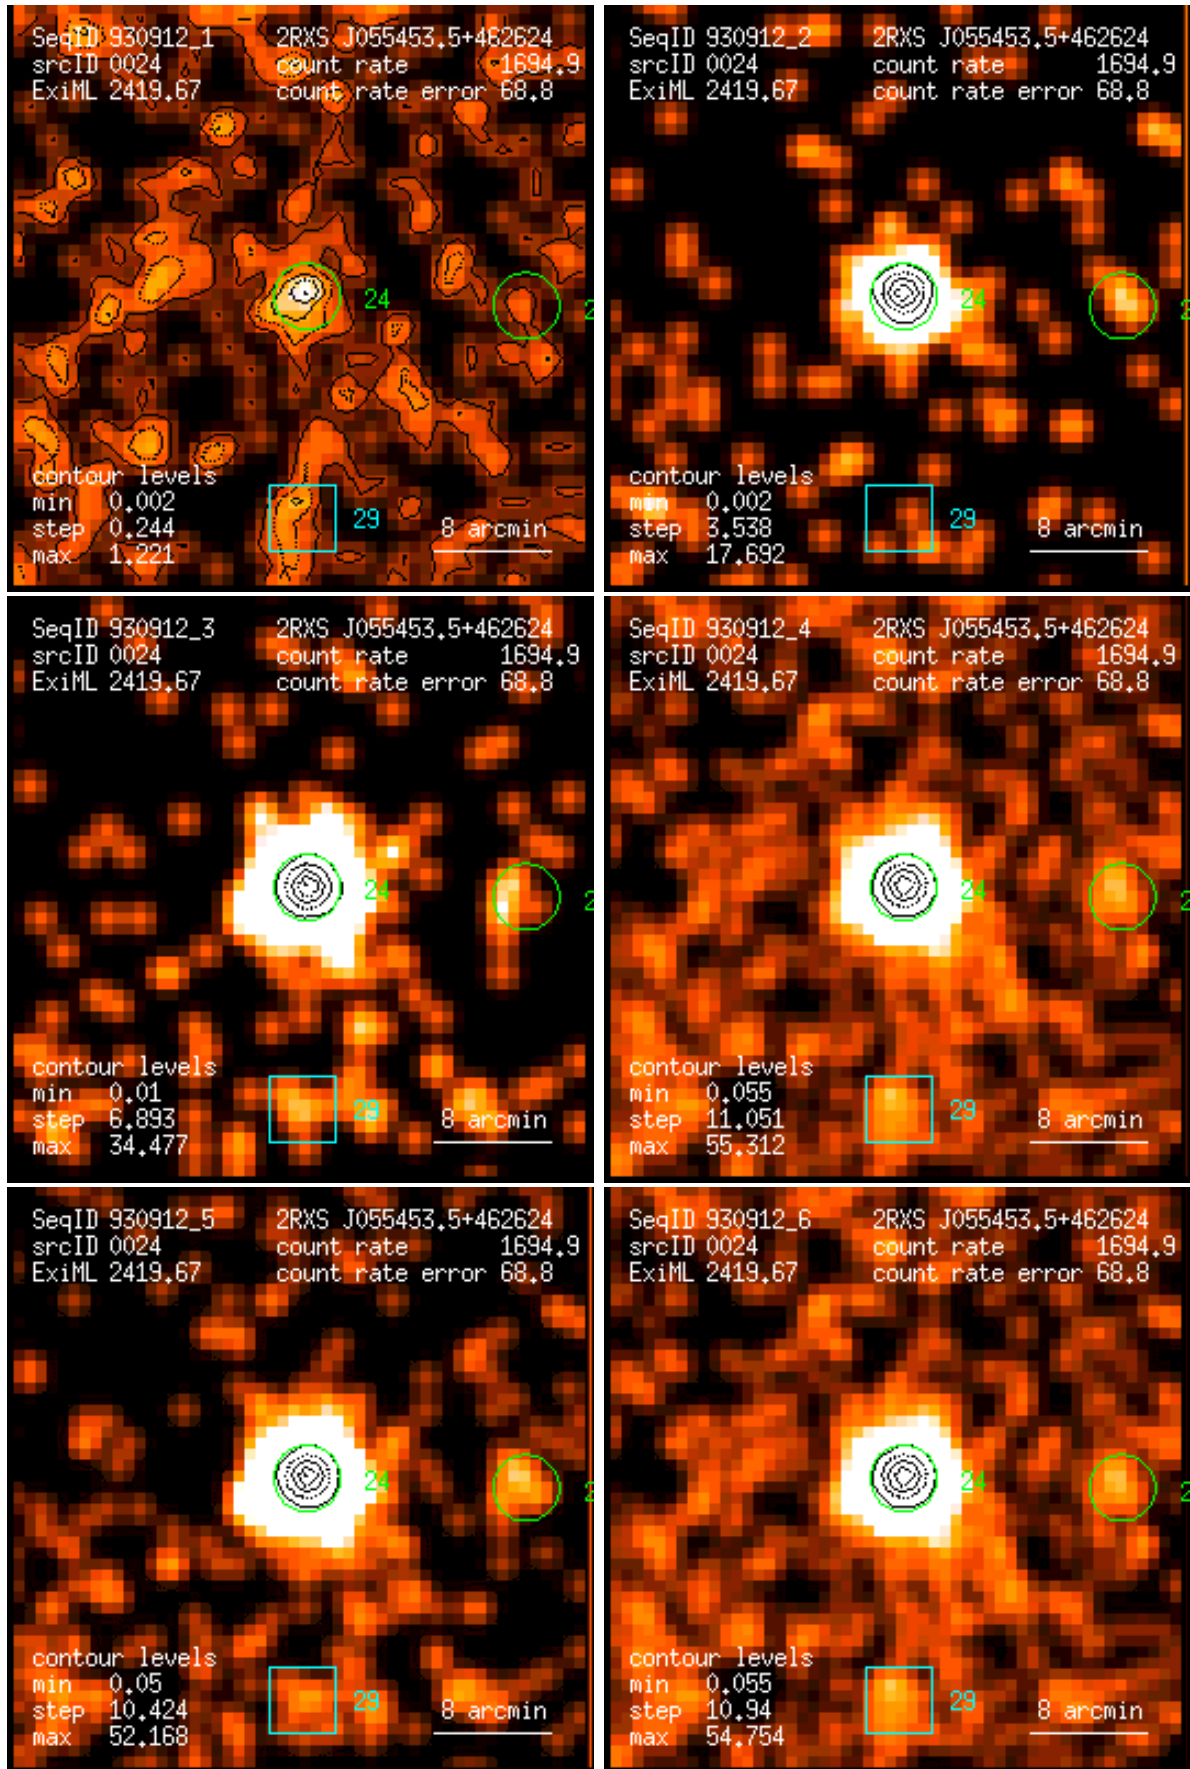 SeqID 930912_1 2RXS J055453.5+462624
srcID 0024 count rate 1694.9
ExiML 2419.67 count rate error 68.8
24
2
contour levels
min 0.002
29
step 0.244 8 arcmin
max 1.221
SeqID 930912_2 2RXS J055453.5+462624
srcID 0024 count rate 1694.9
ExiML 2419.67 count rate error 68.8
24
2
contour levels
min 0.002
29
step 3.538 8 arcmin
max 17.692
SeqID 930912_3 2RXS J055453.5+462624
srcID 0024 count rate 1694.9
ExiML 2419.67 count rate error 68.8
24
2
contour levels
min 0.01
29
step 6.893 8 arcmin
max 34.477
SeqID 930912_4 2RXS J055453.5+462624
srcID 0024 count rate 1694.9
ExiML 2419.67 count rate error 68.8
24
2
contour levels
min 0.055
29
step 11.051 8 arcmin
max 55.312
SeqID 930912_5 2RXS J055453.5+462624
srcID 0024 count rate 1694.9
ExiML 2419.67 count rate error 68.8
24
2
contour levels
min 0.05
29
step 10.424 8 arcmin
max 52.168
SeqID 930912_6 2RXS J055453.5+462624
srcID 0024 count rate 1694.9
ExiML 2419.67 count rate error 68.8
24
2
contour levels
min 0.055
29
step 10.94 8 arcmin
max 54.754